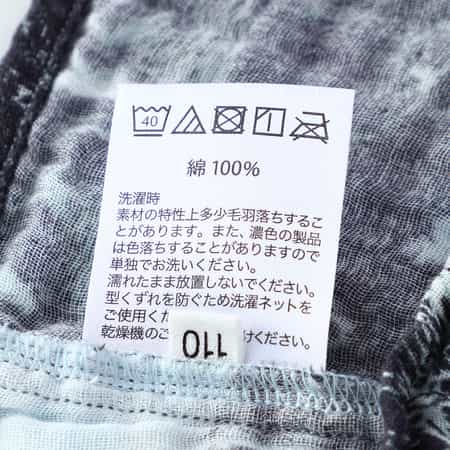 40
綿 100%
洗濯時
素材の特性上多少毛羽落ちするこ
とがあります。また、濃色の製品
は色落ちすることがありますので
単独でお洗いください。
濡れたまま放置しないでください。
型くずれを防ぐため洗濯ネットを
ご使用くださ
乾燥機のご
けください。
110